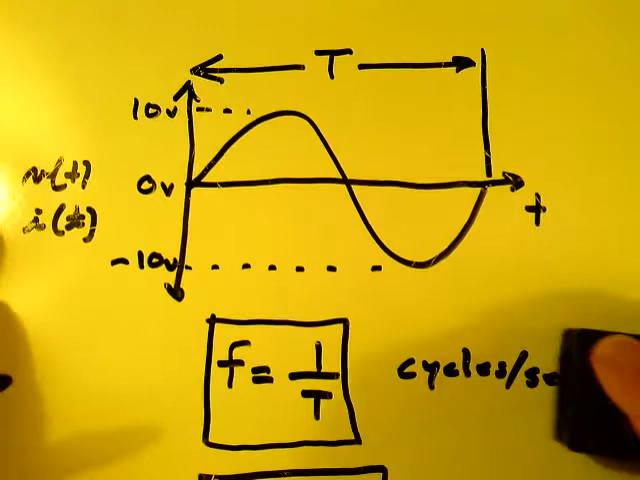 T
10v
v(t)
0v
i(t)
t
-10v
f = 1/T
cycles/se